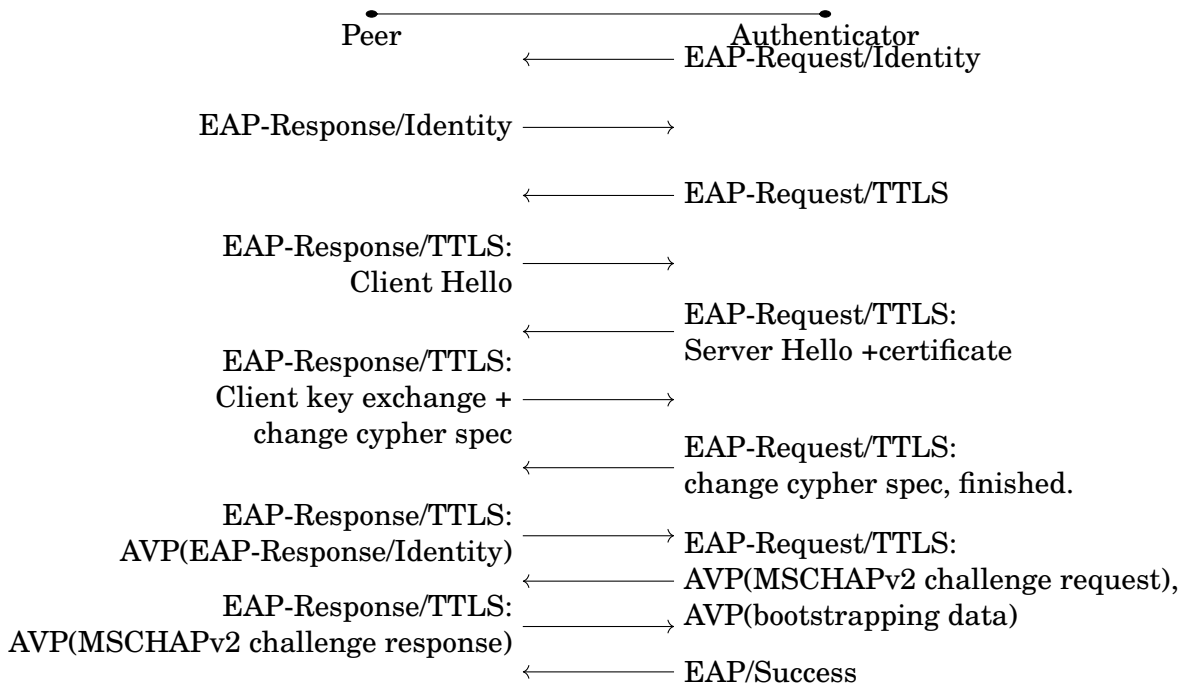 Peer
Authenticator
EAP-Request/Identity
EAP-Response/Identity
EAP-Request/TTLS
EAP-Response/TTLS:
Client Hello
EAP-Request/TTLS:
Server Hello +certificate
EAP-Response/TTLS:
Client key exchange +
change cypher spec
EAP-Request/TTLS:
change cypher spec, finished.
EAP-Response/TTLS:
AVP(EAP-Response/Identity)
EAP-Request/TTLS:
AVP(MSCHAPv2 challenge request),
AVP(bootstrapping data)
EAP-Response/TTLS:
AVP(MSCHAPv2 challenge response)
EAP/Success